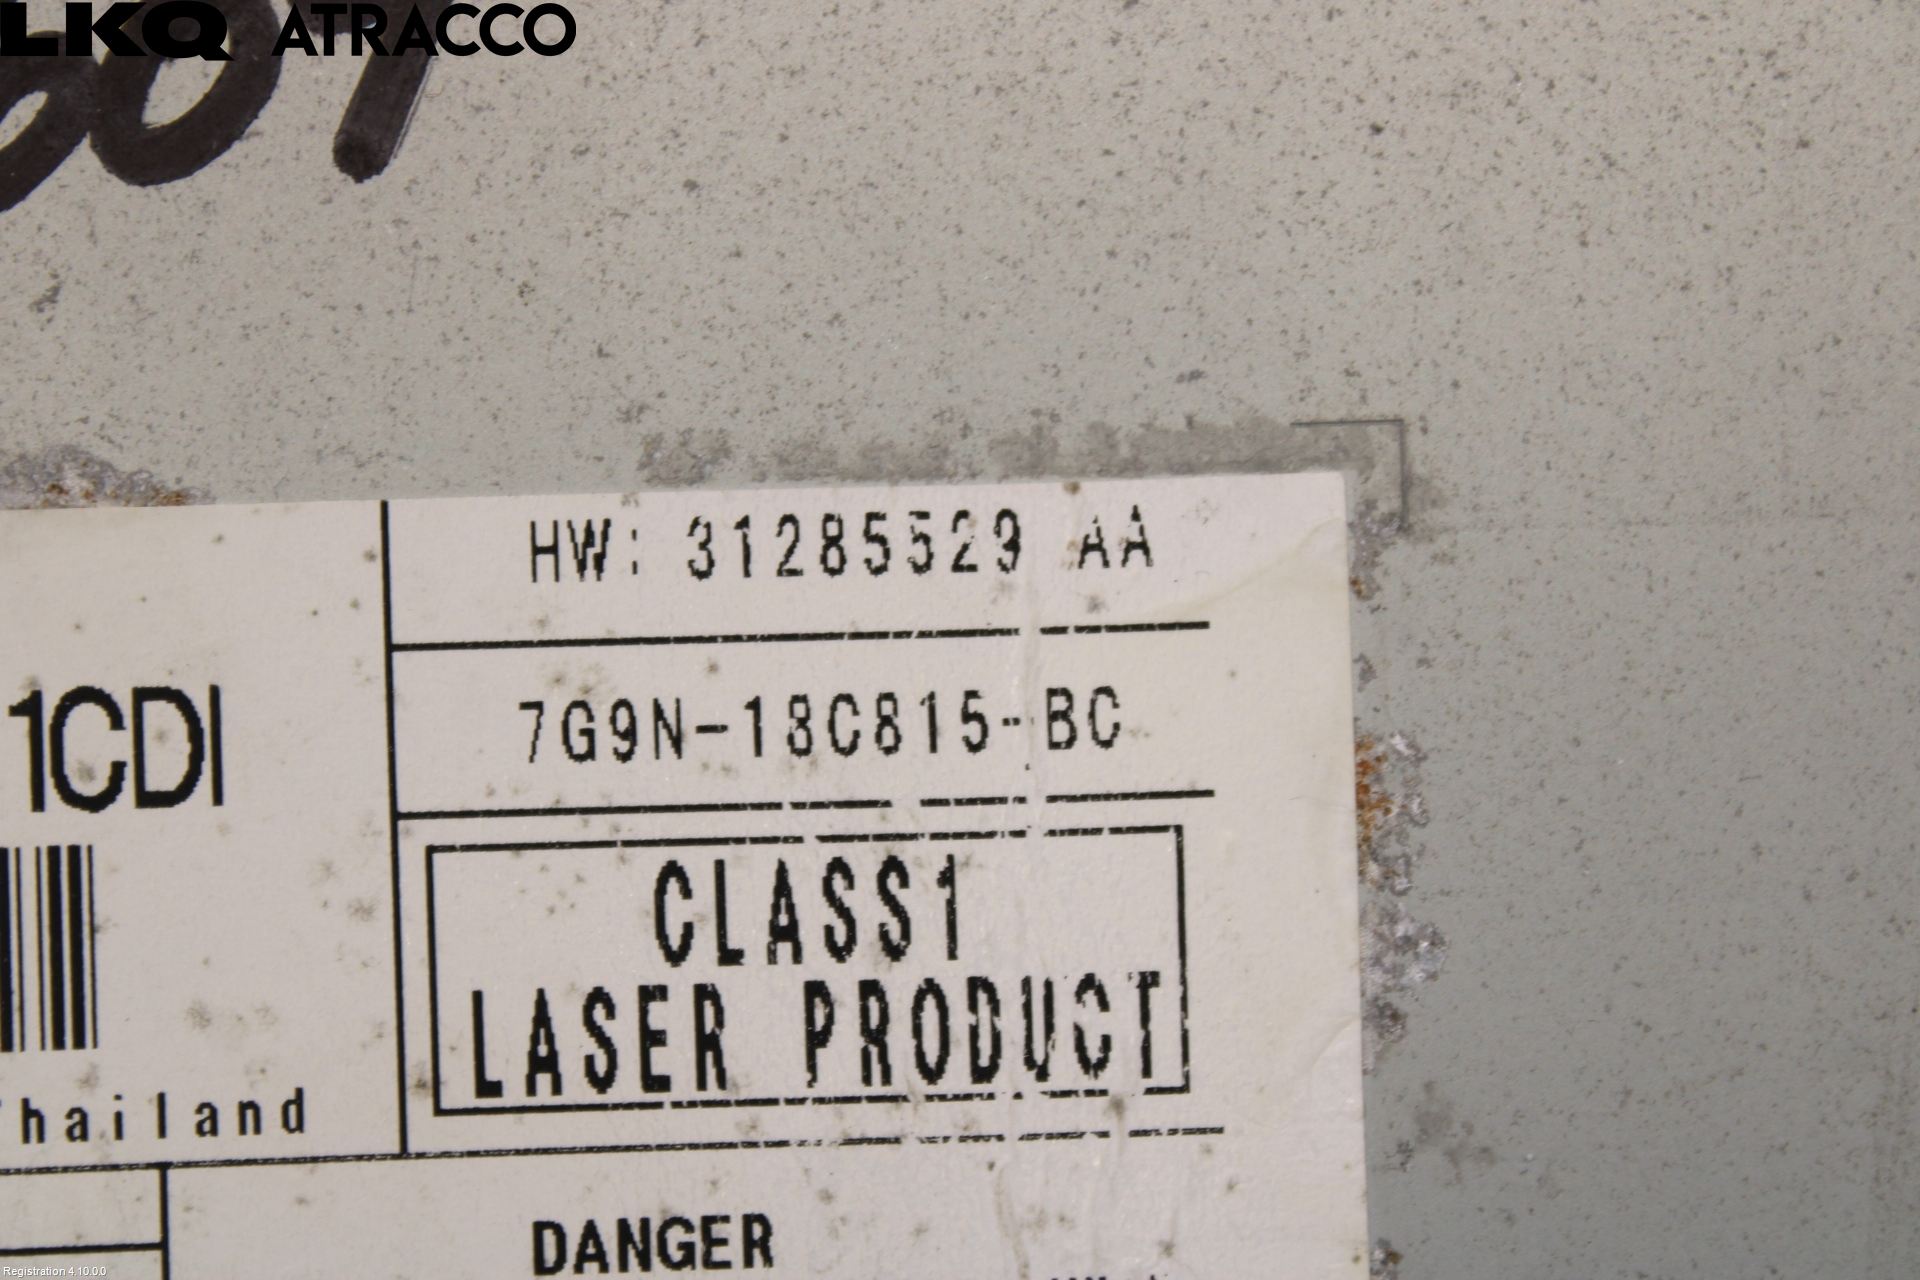 LKQ ATRACCO
HW: 31285529 AA
7G9N-18C815-BC
1CDI
CLASS1
LASER PRODUCT
Thailand
DANGER
Registration 4.10.0.0